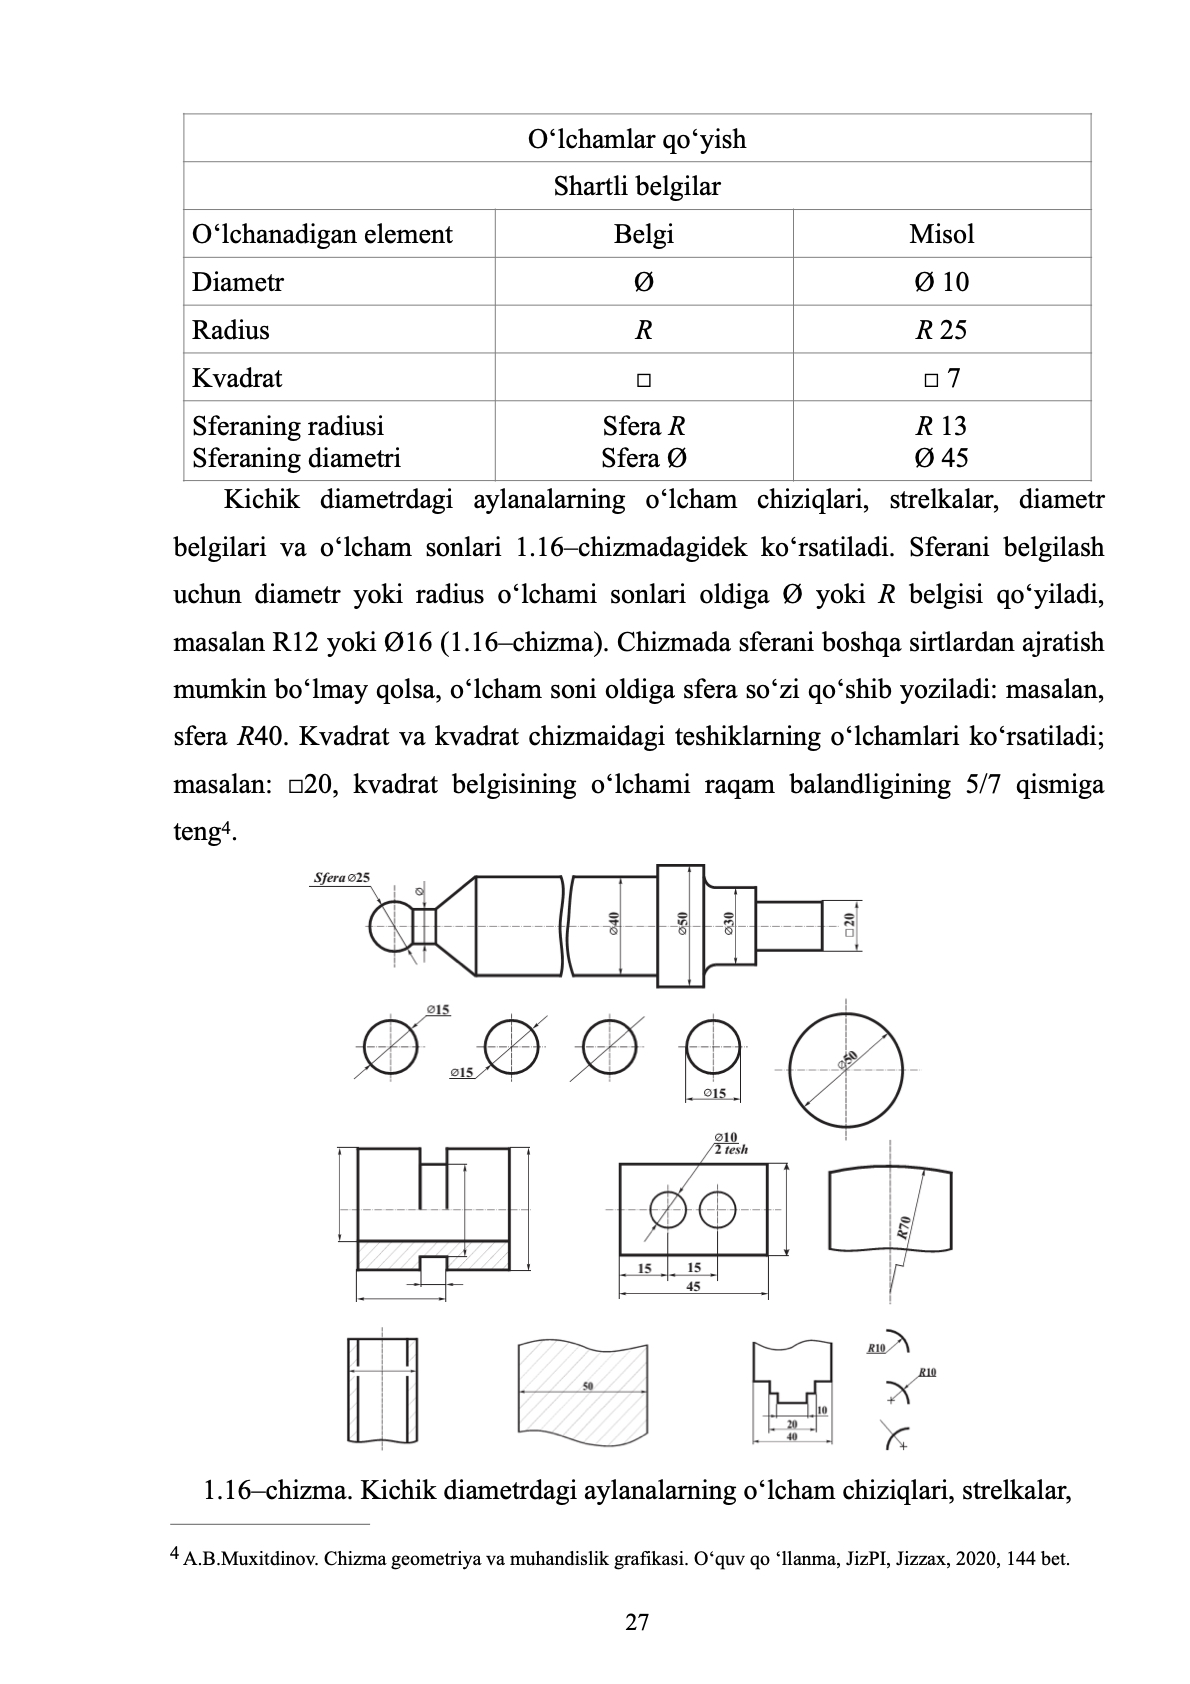 O‘lchamlar qo‘yish
Shartli belgilar
O‘lchanadigan element Belgi Misol
Diametr Ø Ø 10
Radius R R 25
Kvadrat □ □ 7
Sferaning radiusi Sfera R R 13
Sferaning diametri Sfera Ø Ø 45
Kichik diametrdagi aylanalarning o‘lcham chiziqlari, strelkalar, diametr
belgilari va o‘lcham sonlari 1.16–chizmadagidek ko‘rsatiladi. Sferani belgilash
uchun diametr yoki radius o‘lchami sonlari oldiga Ø yoki R belgisi qo‘yiladi,
masalan R12 yoki Ø16 (1.16–chizma). Chizmada sferani boshqa sirtlardan ajratish
mumkin bo‘lmay qolsa, o‘lcham soni oldiga sfera so‘zi qo‘shib yoziladi: masalan,
sfera R40. Kvadrat va kvadrat chizmaidagi teshiklarning o‘lchamlari ko‘rsatiladi;
masalan: □20, kvadrat belgisining o‘lchami raqam balandligining 5/7 qismiga
teng4.
Sfera ⌀25
⌀
⌀40
⌀50
⌀30
□20
⌀15
⌀15
⌀15
⌀50
⌀10
2 tesh
15 15
45
R70
50
10
20
40
R10
R10
1.16–chizma. Kichik diametrdagi aylanalarning o‘lcham chiziqlari, strelkalar,
4 A.B.Muxitdinov. Chizma geometriya va muhandislik grafikasi. O‘quv qo ‘llanma, JizPI, Jizzax, 2020, 144 bet.
27